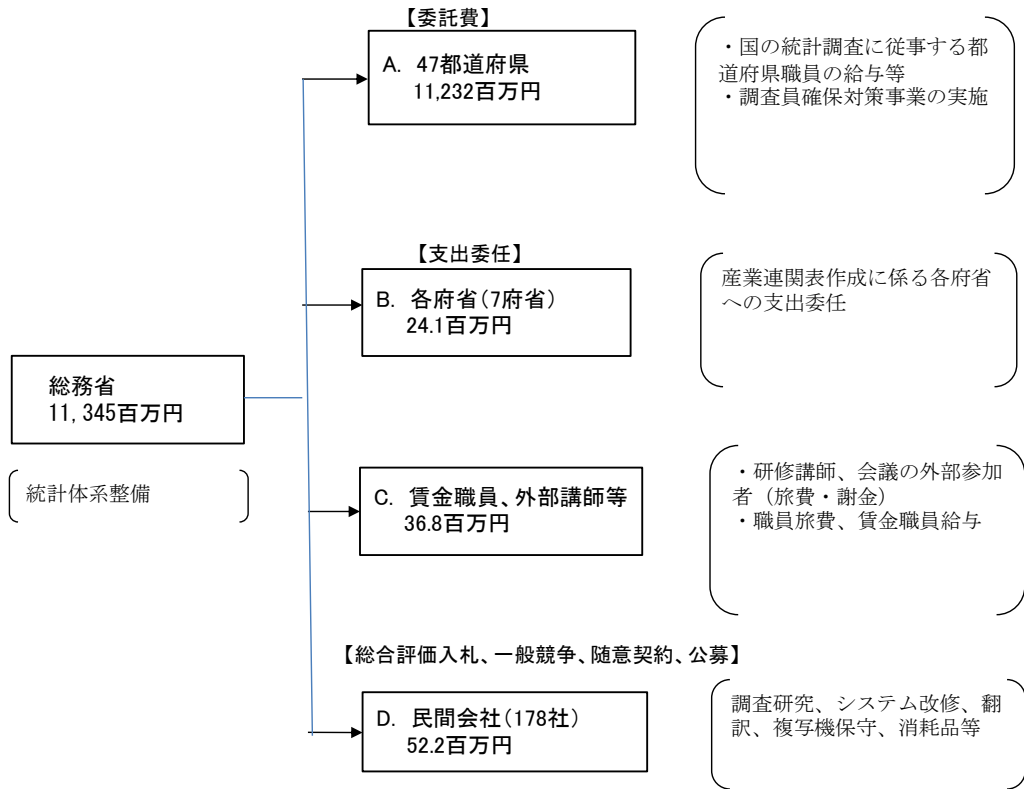 【委託費】
A. 47都道府県
11,232百万円
・国の統計調査に従事する都
道府県職員の給与等
・調査員確保対策事業の実施
【支出委任】
B. 各府省(7府省)
24.1百万円
産業連関表作成に係る各府省
への支出委任
総務省
11,345百万円
統計体系整備
C. 賃金職員、外部講師等
36.8百万円
・研修講師、会議の外部参加
者（旅費・謝金）
・職員旅費、賃金職員給与
【総合評価入札、一般競争、随意契約、公募】
D. 民間会社(178社)
52.2百万円
調査研究、システム改修、翻
訳、複写機保守、消耗品等